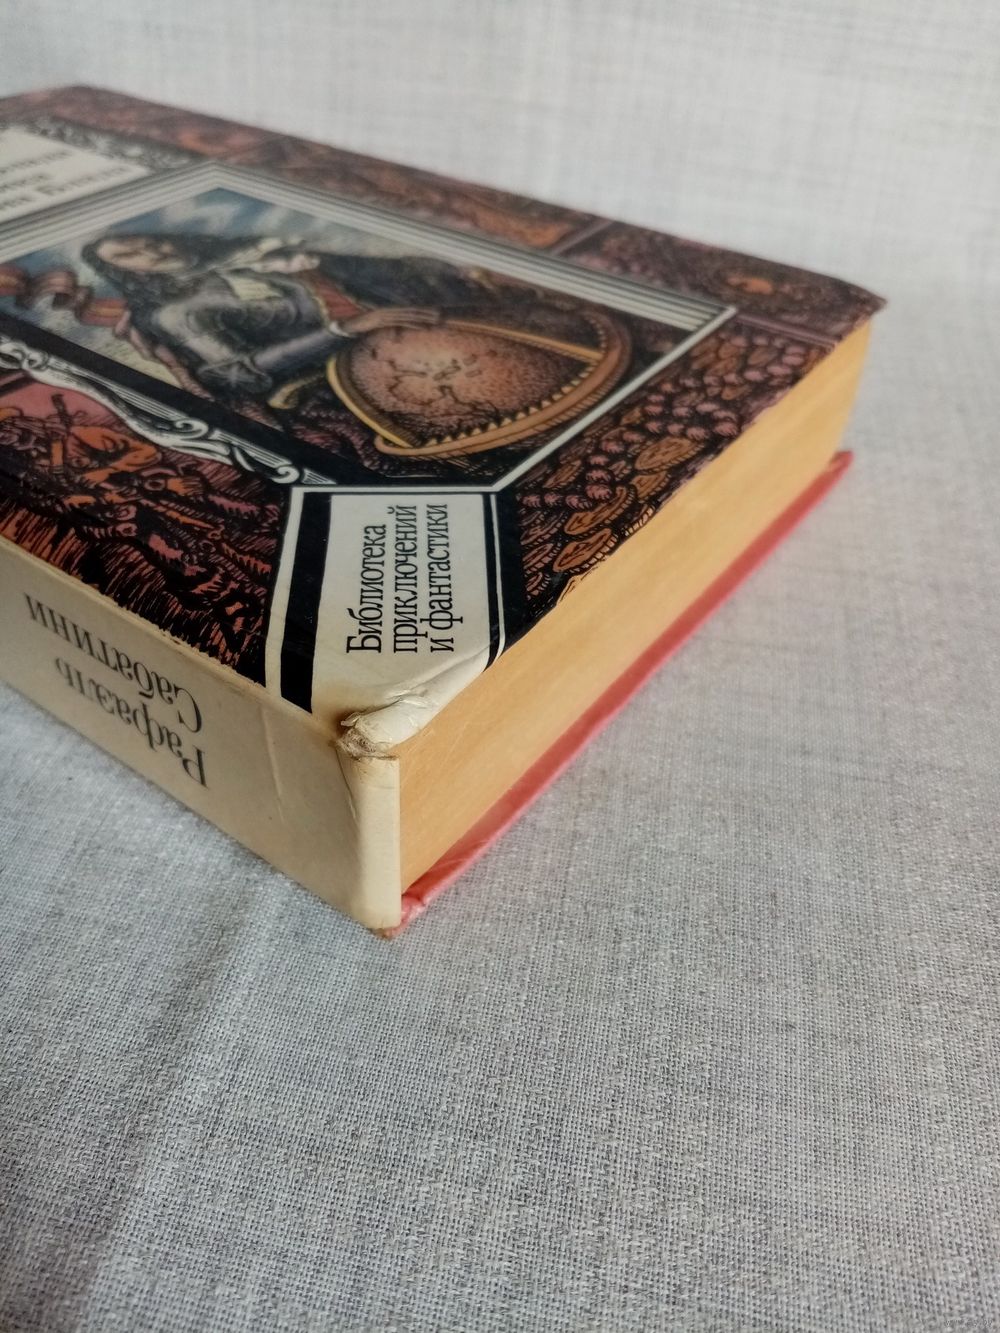 Библиотека
приключений
и фантастики
Рафаэль
Сабатини